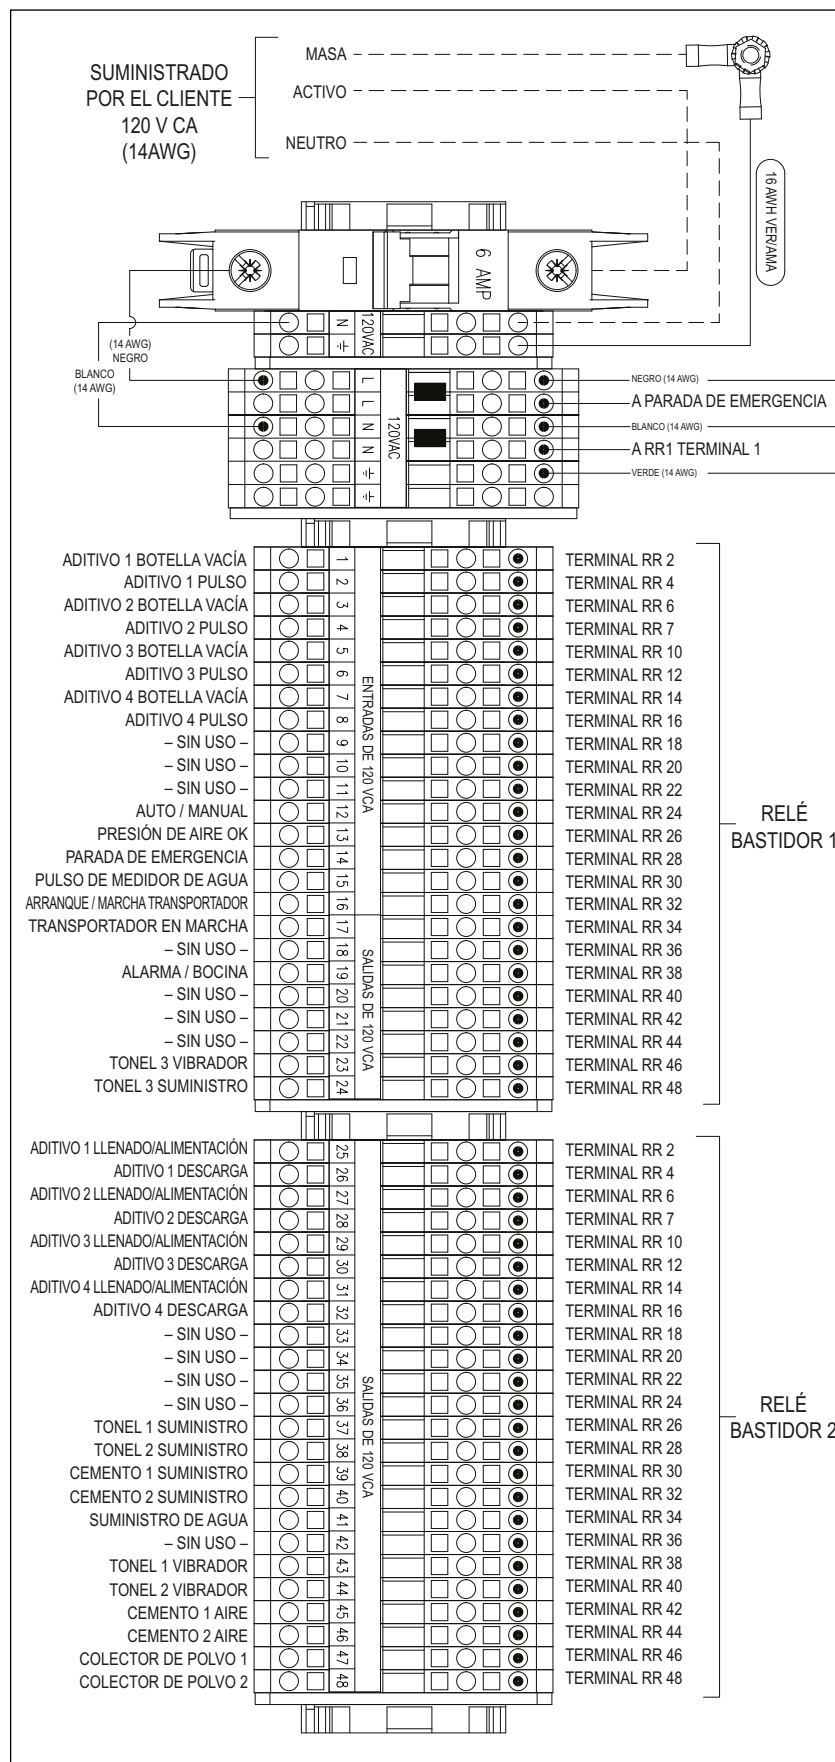 SUMINISTRADO
POR EL CLIENTE
120 V CA
(14AWG)
MASA
ACTIVO
NEUTRO
16 AWH VER/AMA
6 AMP
N
120VAC
(14 AWG)
NEGRO
BLANCO
(14 AWG)
L
L
N
N
120VAC
NEGRO (14 AWG)
A PARADA DE EMERGENCIA
BLANCO (14 AWG)
A RR1 TERMINAL 1
VERDE (14 AWG)
ADITIVO 1 BOTELLA VACÍA 1 TERMINAL RR 2
ADITIVO 1 PULSO 2 TERMINAL RR 4
ADITIVO 2 BOTELLA VACÍA 3 TERMINAL RR 6
ADITIVO 2 PULSO 4 TERMINAL RR 7
ADITIVO 3 BOTELLA VACÍA 5 TERMINAL RR 10
ADITIVO 3 PULSO 6 TERMINAL RR 12
ADITIVO 4 BOTELLA VACÍA 7 TERMINAL RR 14
ADITIVO 4 PULSO 8 TERMINAL RR 16
– SIN USO – 9 TERMINAL RR 18
– SIN USO – 10 TERMINAL RR 20
– SIN USO – 11 TERMINAL RR 22
AUTO / MANUAL 12 TERMINAL RR 24
PRESIÓN DE AIRE OK 13 TERMINAL RR 26
PARADA DE EMERGENCIA 14 TERMINAL RR 28
PULSO DE MEDIDOR DE AGUA 15 TERMINAL RR 30
ARRANQUE / MARCHA TRANSPORTADOR 16 TERMINAL RR 32
ENTRADAS DE 120 VCA
TRANSPORTADOR EN MARCHA 17 TERMINAL RR 34
– SIN USO – 18 TERMINAL RR 36
ALARMA / BOCINA 19 TERMINAL RR 38
– SIN USO – 20 TERMINAL RR 40
– SIN USO – 21 TERMINAL RR 42
– SIN USO – 22 TERMINAL RR 44
TONEL 3 VIBRADOR 23 TERMINAL RR 46
TONEL 3 SUMINISTRO 24 TERMINAL RR 48
SALIDAS DE 120 VCA
RELÉ
BASTIDOR 1
ADITIVO 1 LLENADO/ALIMENTACIÓN 25 TERMINAL RR 2
ADITIVO 1 DESCARGA 26 TERMINAL RR 4
ADITIVO 2 LLENADO/ALIMENTACIÓN 27 TERMINAL RR 6
ADITIVO 2 DESCARGA 28 TERMINAL RR 7
ADITIVO 3 LLENADO/ALIMENTACIÓN 29 TERMINAL RR 10
ADITIVO 3 DESCARGA 30 TERMINAL RR 12
ADITIVO 4 LLENADO/ALIMENTACIÓN 31 TERMINAL RR 14
ADITIVO 4 DESCARGA 32 TERMINAL RR 16
– SIN USO – 33 TERMINAL RR 18
– SIN USO – 34 TERMINAL RR 20
– SIN USO – 35 TERMINAL RR 22
– SIN USO – 36 TERMINAL RR 24
TONEL 1 SUMINISTRO 37 TERMINAL RR 26
TONEL 2 SUMINISTRO 38 TERMINAL RR 28
CEMENTO 1 SUMINISTRO 39 TERMINAL RR 30
CEMENTO 2 SUMINISTRO 40 TERMINAL RR 32
SUMINISTRO DE AGUA 41 TERMINAL RR 34
– SIN USO – 42 TERMINAL RR 36
TONEL 1 VIBRADOR 43 TERMINAL RR 38
TONEL 2 VIBRADOR 44 TERMINAL RR 40
CEMENTO 1 AIRE 45 TERMINAL RR 42
CEMENTO 2 AIRE 46 TERMINAL RR 44
COLECTOR DE POLVO 1 47 TERMINAL RR 46
COLECTOR DE POLVO 2 48 TERMINAL RR 48
SALIDAS DE 120 VCA
RELÉ
BASTIDOR 2